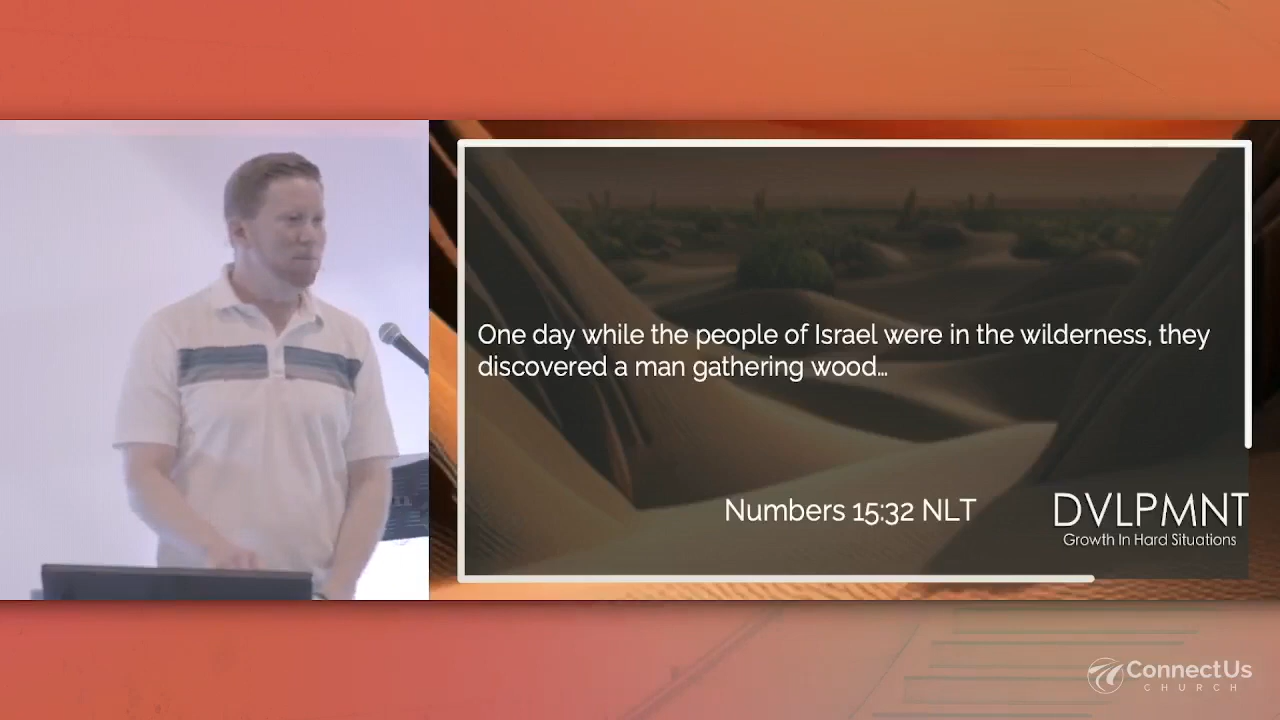 One day while the people of Israel were in the wilderness, they
discovered a man gathering wood…
Numbers 15:32 NLT
DVLPMNT
Growth In Hard Situations
ConnectUs
CHURCH